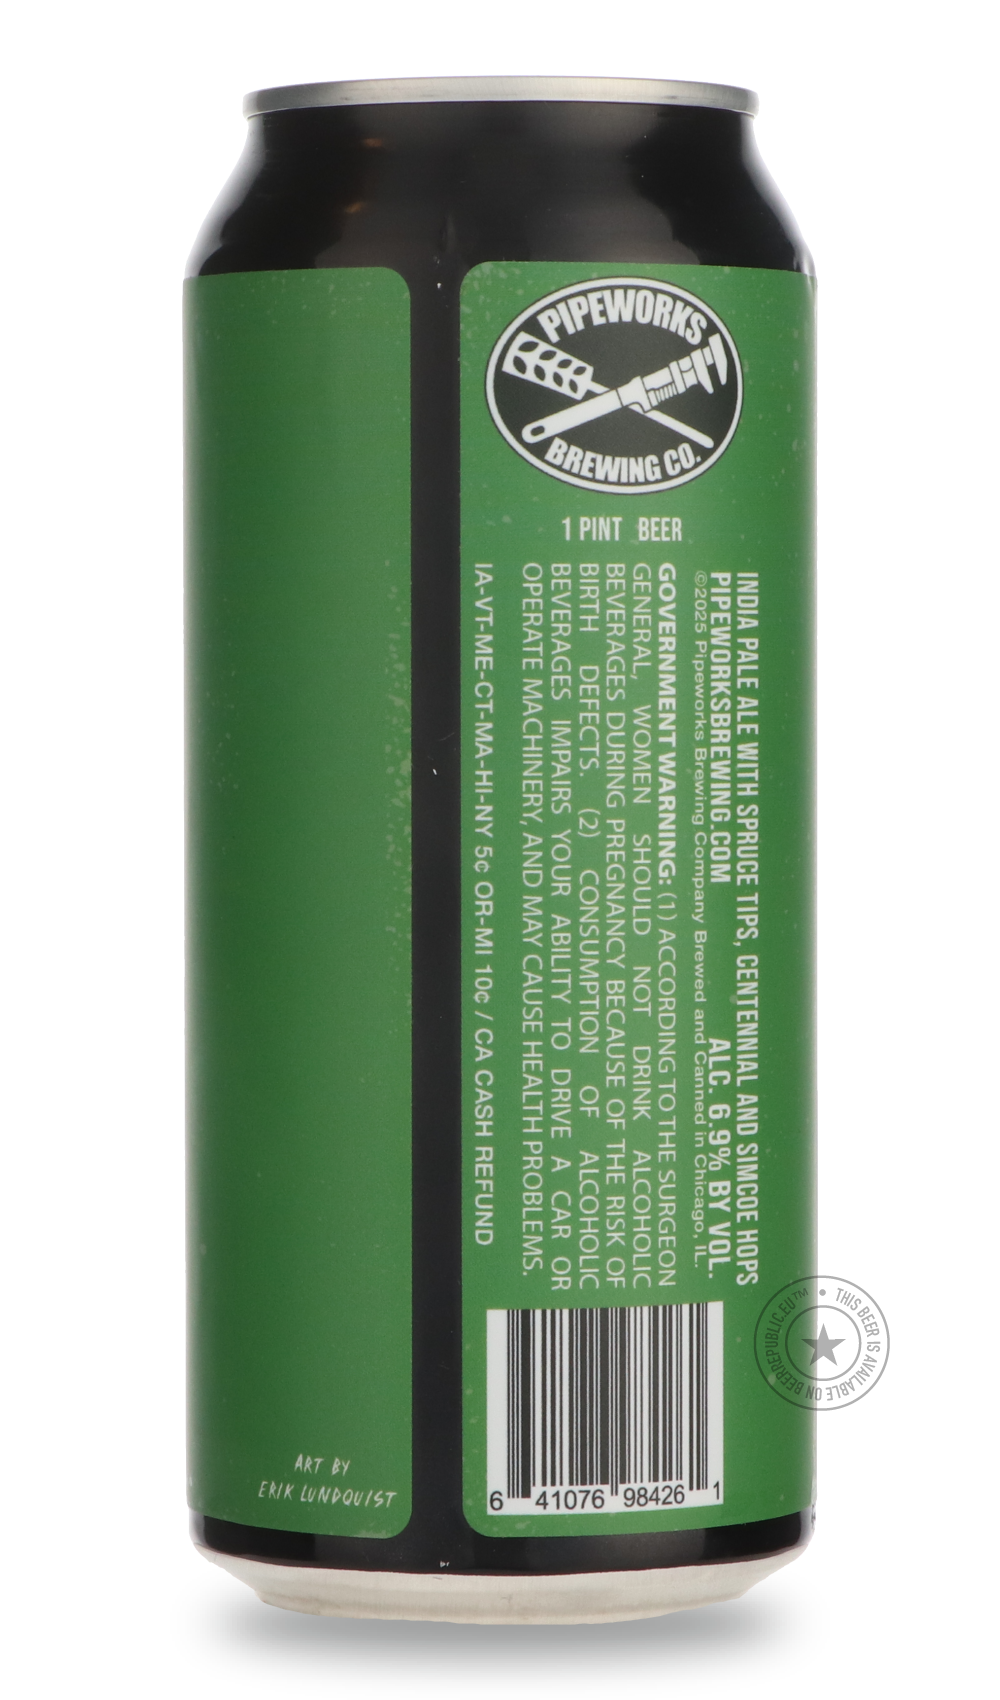 PIPEWORKS
BREWING CO.
1 PINT BEER
INDIA PALE ALE WITH SPRUCE TIPS, CENTENNIAL AND SIMCOE HOPS
PIPEWORKSBREWING.COM ALC. 6.9% BY VOL.
©2025 Pipeworks Brewing Company Brewed and Canned in Chicago, IL.
GOVERNMENT WARNING: (1) ACCORDING TO THE SURGEON
GENERAL, WOMEN SHOULD NOT DRINK ALCOHOLIC
BEVERAGES DURING PREGNANCY BECAUSE OF THE RISK OF
BIRTH DEFECTS. (2) CONSUMPTION OF ALCOHOLIC
BEVERAGES IMPAIRS YOUR ABILITY TO DRIVE A CAR OR
OPERATE MACHINERY, AND MAY CAUSE HEALTH PROBLEMS.
IA-VT-ME-CT-MA-HI-NY 5¢ OR-MI 10¢ / CA CASH REFUND
6 41076 98426 1
ART BY
ERIK LUNDQUIST
THIS BEER IS AVAILABLE ON BEERREPUBLIC.EU™